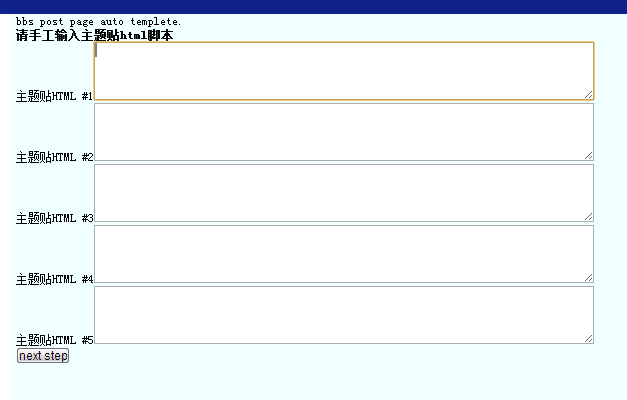 bbs post page auto templete.
请手工输入主题贴html脚本
主题贴HTML #1
主题贴HTML #2
主题贴HTML #3
主题贴HTML #4
主题贴HTML #5
next step